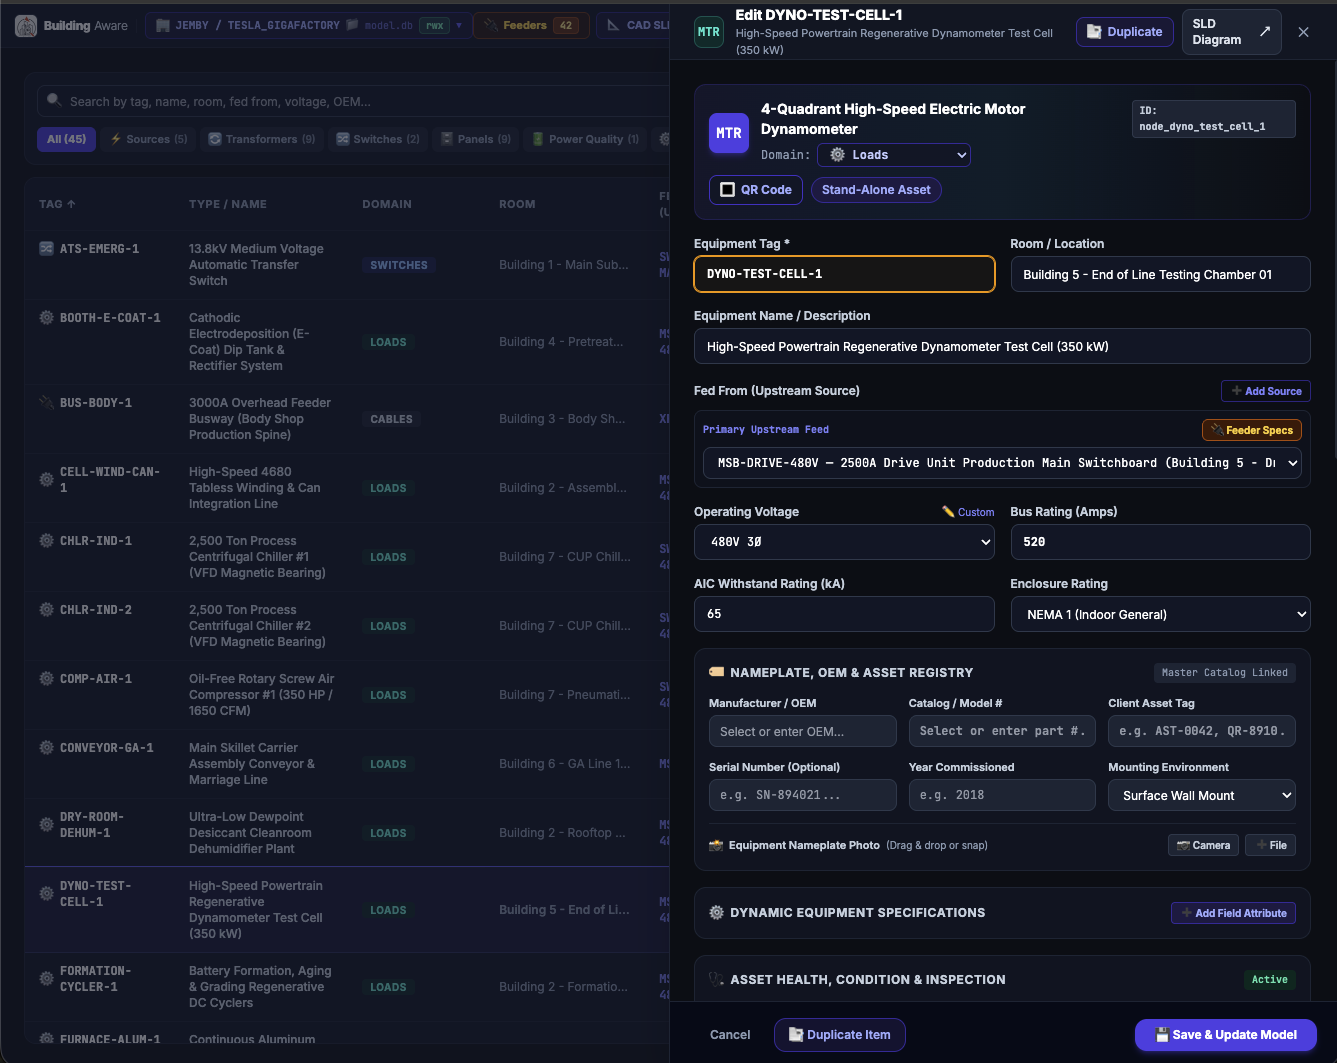 Building Aware
JEMBY / TESLA_GIGAFACTORY
model.db
rwx
Feeders 42
CAD SL
Search by tag, name, room, fed from, voltage, OEM...
All (45)
Sources (5)
Transformers (9)
Switches (2)
Panels (9)
Power Quality (1)
TAG ↑
TYPE / NAME
DOMAIN
ROOM
ATS-EMERG-1
13.8kV Medium Voltage
Automatic Transfer
Switch
SWITCHES
Building 1 - Main Sub...
BOOTH-E-COAT-1
Cathodic
Electrodeposition (E-
Coat) Dip Tank &
Rectifier System
LOADS
Building 4 - Pretreat...
BUS-BODY-1
3000A Overhead Feeder
Busway (Body Shop
Production Spine)
CABLES
Building 3 - Body Sh...
CELL-WIND-CAN-
1
High-Speed 4680
Tabless Winding & Can
Integration Line
LOADS
Building 2 - Assembl...
CHLR-IND-1
2,500 Ton Process
Centrifugal Chiller #1
(VFD Magnetic Bearing)
LOADS
Building 7 - CUP Chill...
CHLR-IND-2
2,500 Ton Process
Centrifugal Chiller #2
(VFD Magnetic Bearing)
LOADS
Building 7 - CUP Chill...
COMP-AIR-1
Oil-Free Rotary Screw Air
Compressor #1 (350 HP /
1650 CFM)
LOADS
Building 7 - Pneumati...
CONVEYOR-GA-1
Main Skillet Carrier
Assembly Conveyor &
Marriage Line
LOADS
Building 6 - GA Line 1...
DRY-ROOM-
DEHUM-1
Ultra-Low Dewpoint
Desiccant Cleanroom
Dehumidifier Plant
LOADS
Building 2 - Rooftop ...
DYNO-TEST-
CELL-1
High-Speed Powertrain
Regenerative
Dynamometer Test Cell
(350 kW)
LOADS
Building 5 - End of Li...
FORMATION-
CYCLER-1
Battery Formation, Aging
& Grading Regenerative
DC Cyclers
LOADS
Building 2 - Formatio...
FURNACE-ALUM-1
Continuous Aluminum
MTR
Edit DYNO-TEST-CELL-1
High-Speed Powertrain Regenerative Dynamometer Test Cell
(350 kW)
Duplicate
SLD
Diagram ↗
✕
MTR
4-Quadrant High-Speed Electric Motor
Dynamometer
Domain: Loads
ID:
node_dyno_test_cell_1
QR Code
Stand-Alone Asset
Equipment Tag *
Room / Location
DYNO-TEST-CELL-1
Building 5 - End of Line Testing Chamber 01
Equipment Name / Description
High-Speed Powertrain Regenerative Dynamometer Test Cell (350 kW)
Fed From (Upstream Source)
Add Source
Primary Upstream Feed
Feeder Specs
MSB-DRIVE-480V — 2500A Drive Unit Production Main Switchboard (Building 5 - Dr
Operating Voltage
Custom
Bus Rating (Amps)
480V 3Ø
520
AIC Withstand Rating (kA)
Enclosure Rating
65
NEMA 1 (Indoor General)
NAMEPLATE, OEM & ASSET REGISTRY
Master Catalog Linked
Manufacturer / OEM
Catalog / Model #
Client Asset Tag
Select or enter OEM...
Select or enter part #.
e.g. AST-0042, QR-8910.
Serial Number (Optional)
Year Commissioned
Mounting Environment
e.g. SN-894021...
e.g. 2018
Surface Wall Mount
Equipment Nameplate Photo (Drag & drop or snap)
Camera
File
DYNAMIC EQUIPMENT SPECIFICATIONS
Add Field Attribute
ASSET HEALTH, CONDITION & INSPECTION
Active
Cancel
Duplicate Item
Save & Update Model